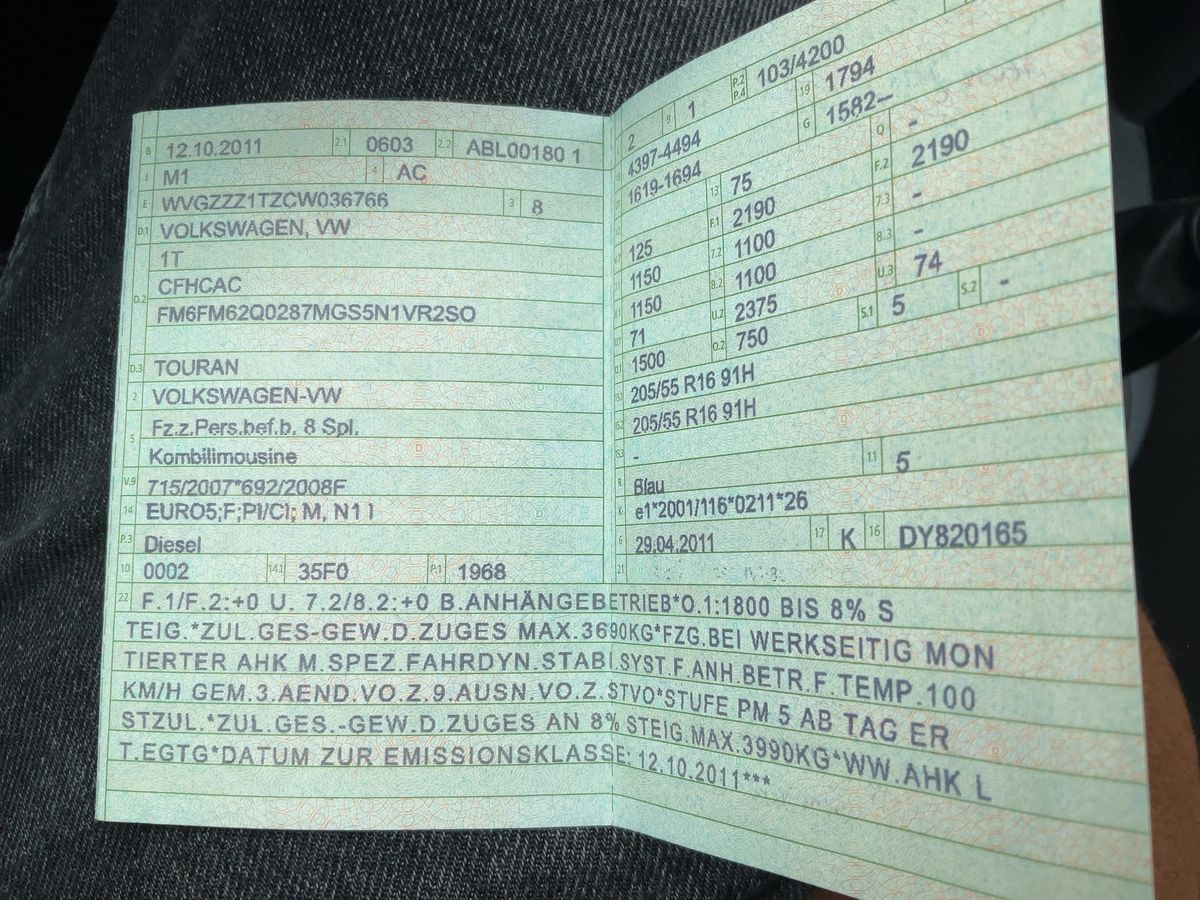 B 12.10.2011 2.1 0603 2.2 ABL00180 1
J M1 4 AC
E WVGZZZ1TZCW036766 3 8
D.1 VOLKSWAGEN, VW
1T
D.2 CFHCAC
FM6FM62Q0287MGS5N1VR2SO
D.3 TOURAN
2 VOLKSWAGEN-VW
5 Fz.z.Pers.bef.b. 8 Spl.
Kombilimousine
V.9 715/2007*692/2008F
14 EURO5;F;PI/CI; M, N1 I
P.3 Diesel
10 0002 14.1 35F0 P.1 1968
2 9 1 P.2 P.4 103/4200
4397-4494 19 1794
1619-1694 G 1582--
13 75 Q -
125 F.1 2190 F.2 2190
1150 7.2 1100 7.3 -
1150 8.2 1100 8.3 -
71 U.2 2375 U.3 74
1500 O.2 750 S.1 5 S.2 -
205/55 R16 91H
205/55 R16 91H
-
R Blau 11 5
K e1*2001/116*0211*26
6 29.04.2011 17 K 16 DY820165
21
22 F.1/F.2:+0 U. 7.2/8.2:+0 B.ANHÄNGEBETRIEB*O.1:1800 BIS 8% S
TEIG.*ZUL.GES-GEW.D.ZUGES MAX.3690KG*FZG.BEI WERKSEITIG MON
TIERTER AHK M.SPEZ.FAHRDYN.STABI.SYST.F.ANH.BETR.F.TEMP.100
KM/H GEM.3.AEND.VO.Z.9.AUSN.VO.Z.STVO*STUFE PM 5 AB TAG ER
STZUL.*ZUL.GES.-GEW.D.ZUGES AN 8% STEIG.MAX.3990KG*WW.AHK L
T.EGTG*DATUM ZUR EMISSIONSKLASSE: 12.10.2011***